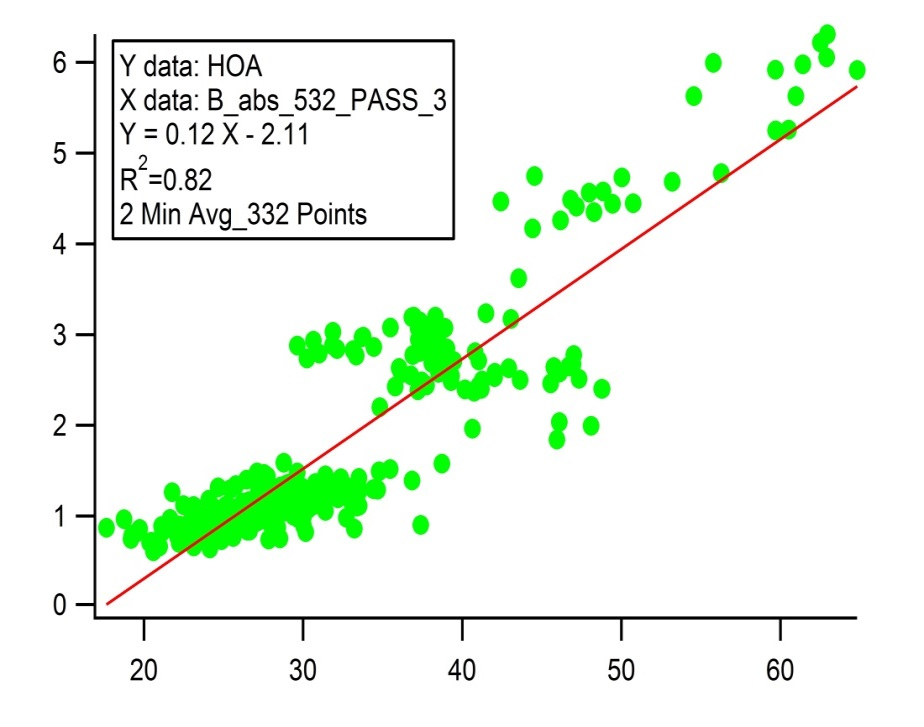 Y data: HOA
X data: B_abs_532_PASS_3
Y = 0.12 X - 2.11
R2=0.82
2 Min Avg_332 Points
6
5
4
3
2
1
0
20 30 40 50 60